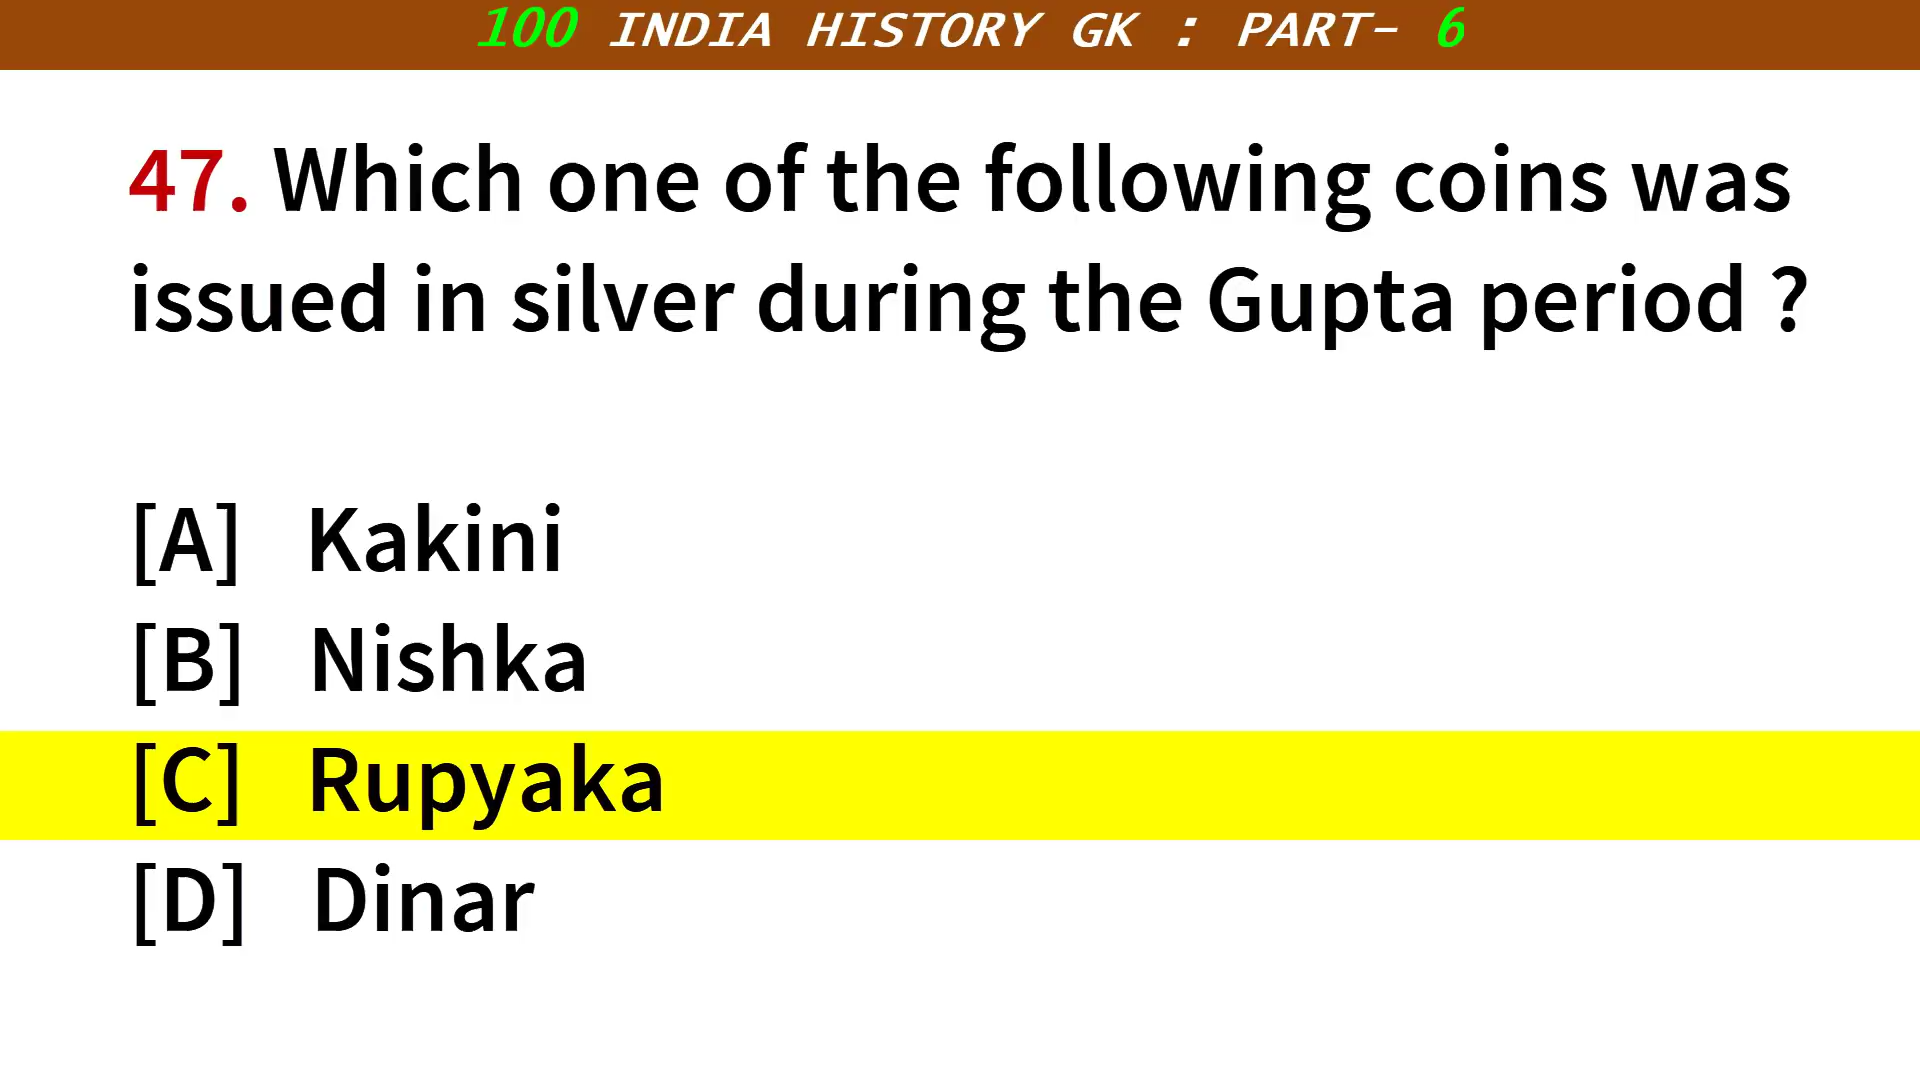 100 INDIA HISTORY GK : PART- 6
47. Which one of the following coins was
issued in silver during the Gupta period ?
[A] Kakini
[B] Nishka
[C] Rupyaka
[D] Dinar